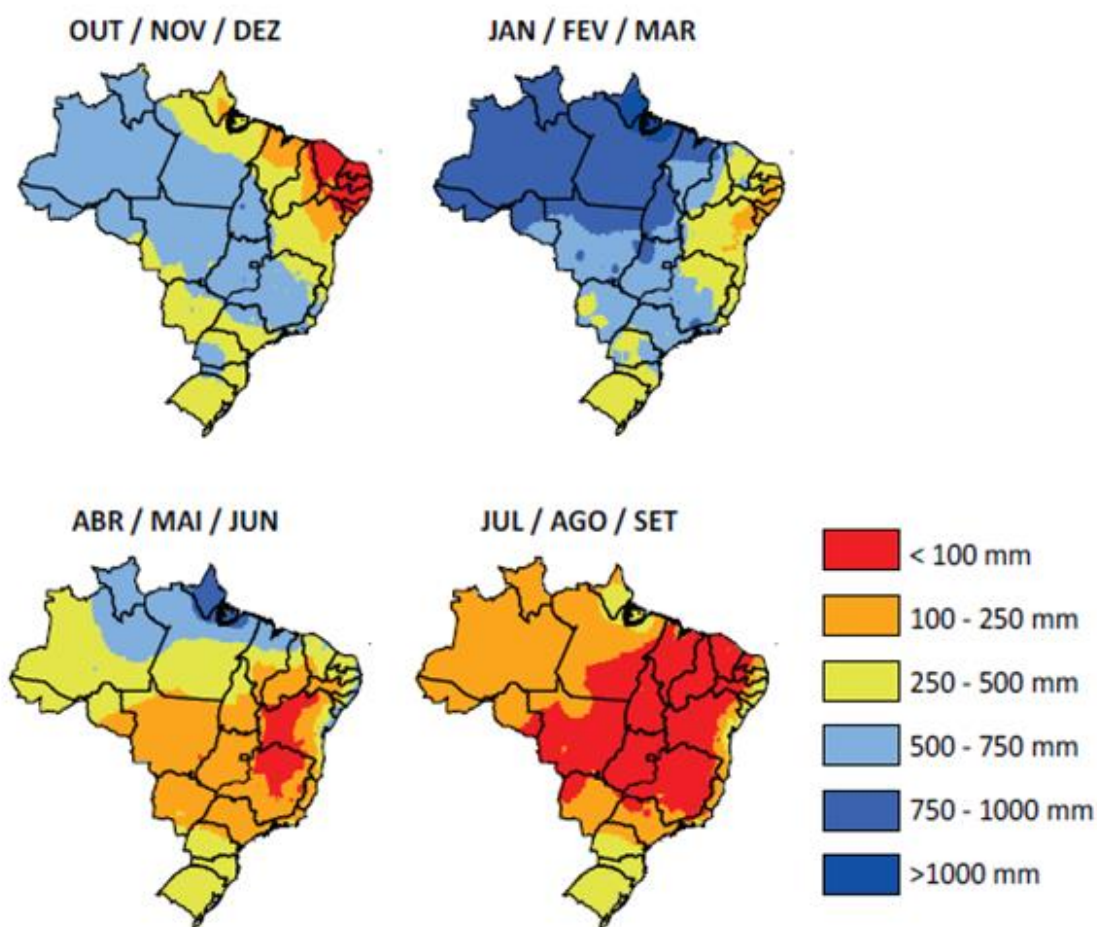 OUT / NOV / DEZ
JAN / FEV / MAR
ABR / MAI / JUN
JUL / AGO / SET
< 100 mm
100 - 250 mm
250 - 500 mm
500 - 750 mm
750 - 1000 mm
>1000 mm